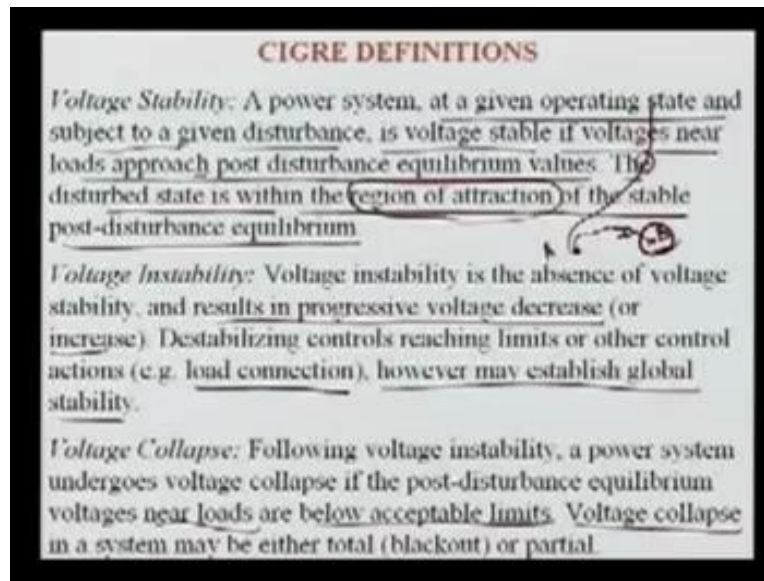 CIGRE DEFINITIONS
Voltage Stability: A power system, at a given operating state and
subject to a given disturbance, is voltage stable if voltages near
loads approach post disturbance equilibrium values. The
disturbed state is within the region of attraction of the stable
post-disturbance equilibrium
Voltage Instability: Voltage instability is the absence of voltage
stability, and results in progressive voltage decrease (or
increase) Destabilizing controls reaching limits or other control
actions (e.g. load connection), however may establish global
stability.
Voltage Collapse: Following voltage instability, a power system
undergoes voltage collapse if the post-disturbance equilibrium
voltages near loads are below acceptable limits. Voltage collapse
in a system may be either total (blackout) or partial